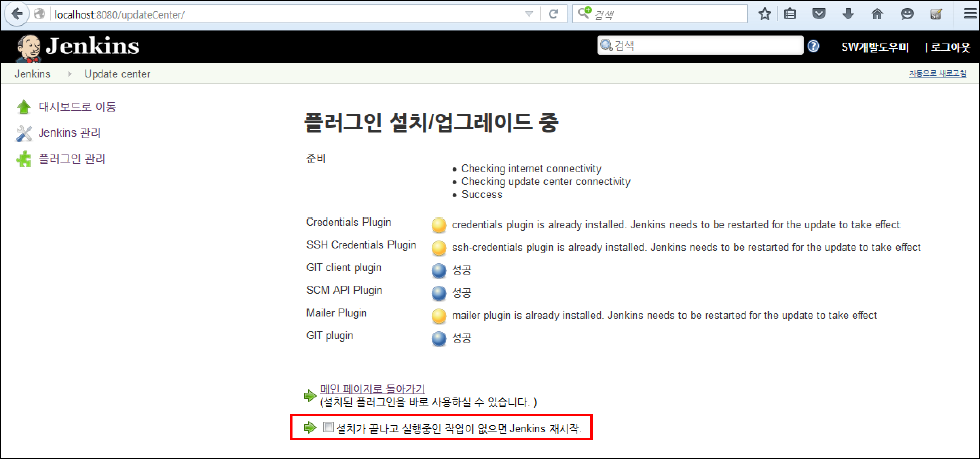 localhost:8080/updateCenter/
검색
Jenkins
검색
SW개발도우미 | 로그아웃
Jenkins Update center
자동으로 새로고침
대시보드로 이동
Jenkins 관리
플러그인 관리
플러그인 설치/업그레이드 중
준비
Checking internet connectivity
Checking update center connectivity
Success
Credentials Plugin credentials plugin is already installed. Jenkins needs to be restarted for the update to take effect
SSH Credentials Plugin ssh-credentials plugin is already installed. Jenkins needs to be restarted for the update to take effect
GIT client plugin 성공
SCM API Plugin 성공
Mailer Plugin mailer plugin is already installed. Jenkins needs to be restarted for the update to take effect
GIT plugin 성공
메인 페이지로 돌아가기
(설치된 플러그인을 바로 사용하실 수 있습니다. )
설치가 끝나고 실행중인 작업이 없으면 Jenkins 재시작.